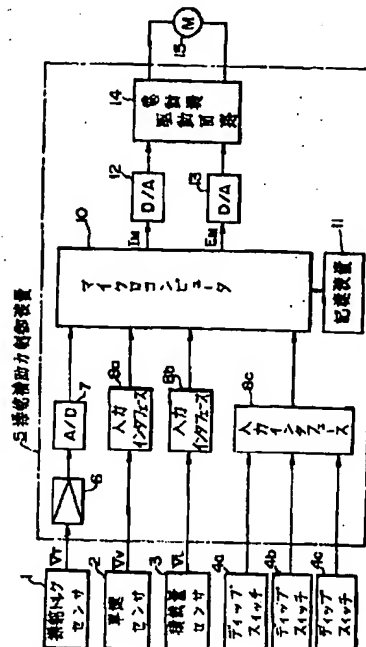 5 操舵補助力制御装置
1
操舵トルク
センサ
VT
6
A/D
7
2
車速
センサ
Vv
入力
インタフェース
8a
3
積載量
センサ
VL
入力
インタフェース
8b
4a
ディップ
スイッチ
4b
ディップ
スイッチ
4c
ディップ
スイッチ
入力
インタフェース
8c
マイクロコンピュータ
10
記憶装置
11
IM
D/A
12
EM
D/A
13
電動機
駆動回路
14
M
15